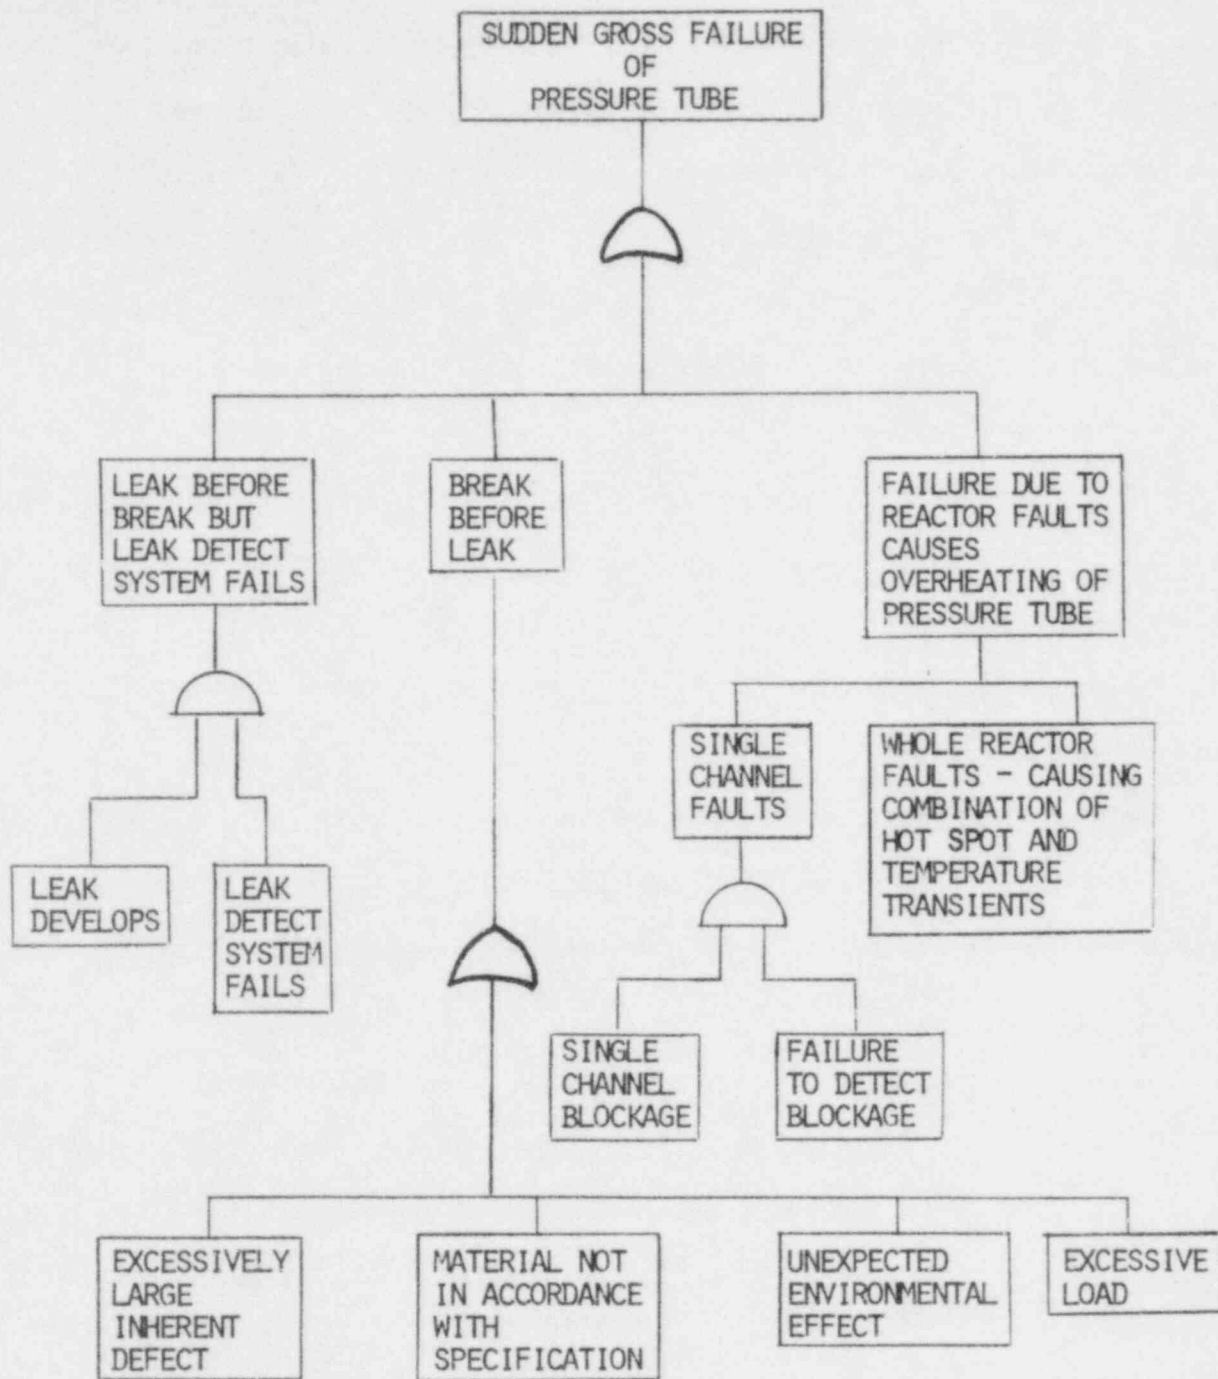 SUDDEN GROSS FAILURE
OF
PRESSURE TUBE
LEAK BEFORE
BREAK BUT
LEAK DETECT
SYSTEM FAILS
BREAK
BEFORE
LEAK
FAILURE DUE TO
REACTOR FAULTS
CAUSES
OVERHEATING OF
PRESSURE TUBE
SINGLE
CHANNEL
FAULTS
WHOLE REACTOR
FAULTS - CAUSING
COMBINATION OF
HOT SPOT AND
TEMPERATURE
TRANSIENTS
LEAK
DEVELOPS
LEAK
DETECT
SYSTEM
FAILS
SINGLE
CHANNEL
BLOCKAGE
FAILURE
TO DETECT
BLOCKAGE
EXCESSIVELY
LARGE
INHERENT
DEFECT
MATERIAL NOT
IN ACCORDANCE
WITH
SPECIFICATION
UNEXPECTED
ENVIRONMENTAL
EFFECT
EXCESSIVE
LOAD